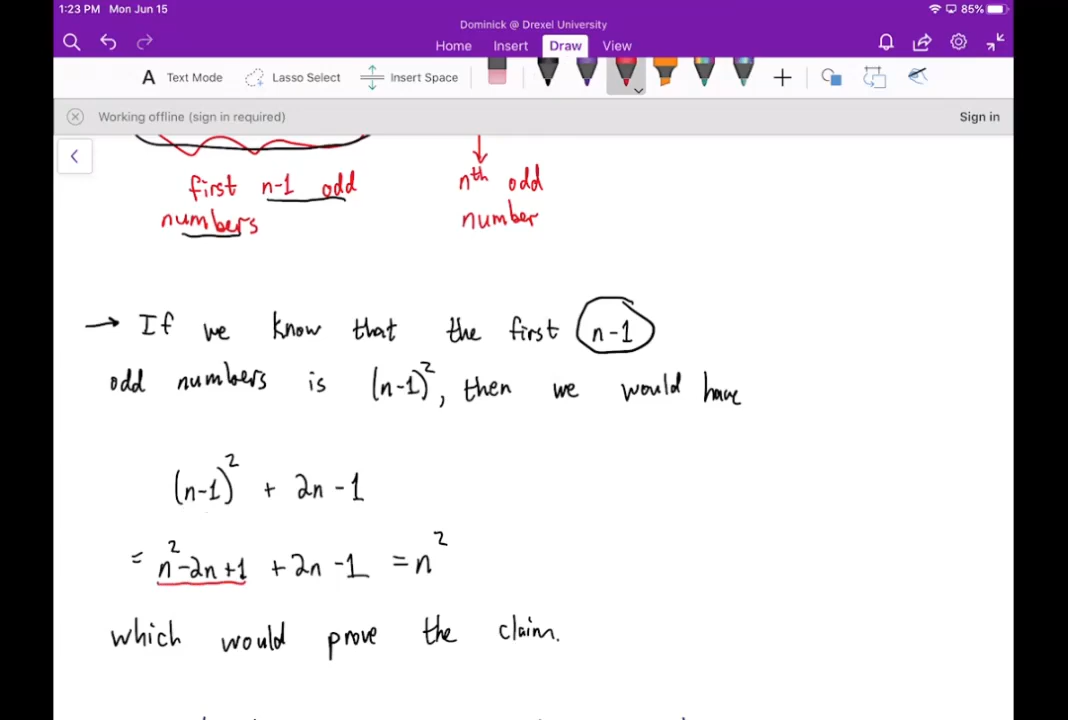 1:23 PM Mon Jun 15
85%
Dominick @ Drexel University
Home Insert Draw View
A Text Mode Lasso Select Insert Space
Working offline (sign in required) Sign in
first n-1 odd
numbers
nth odd
number
→ If we know that the first n-1
odd numbers is (n-1)², then we would have
(n-1)² + 2n - 1
= n² - 2n + 1 + 2n - 1 = n²
which would prove the claim.